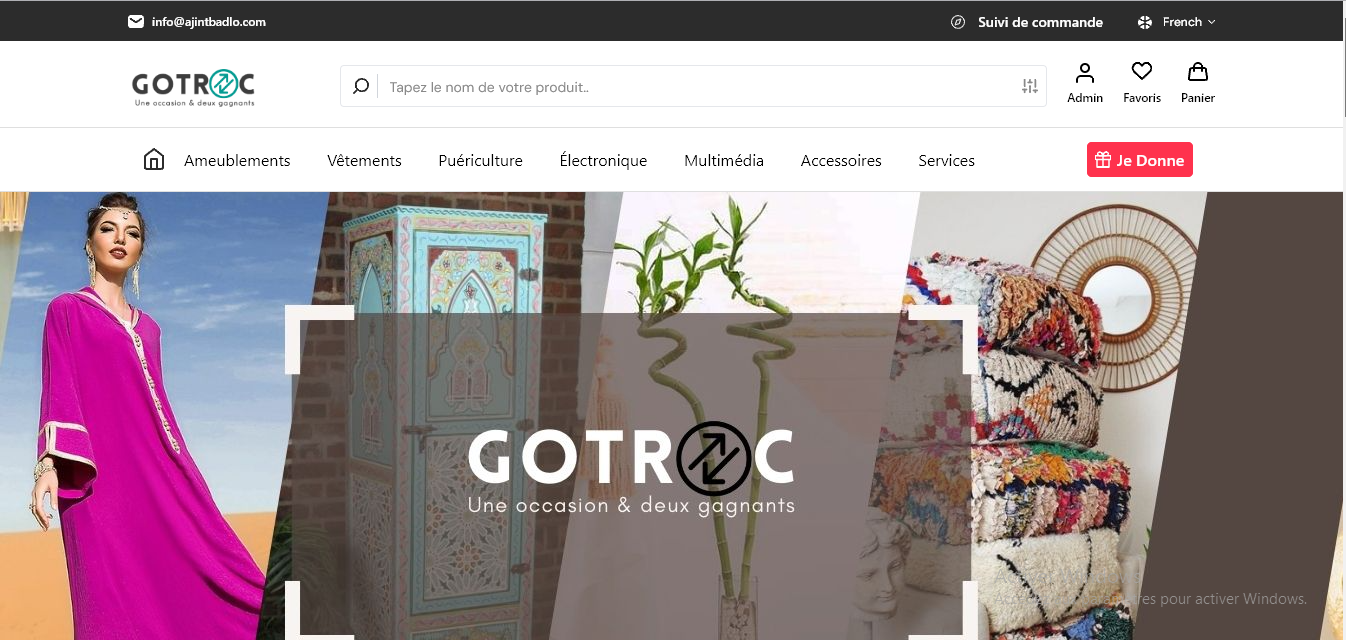 info@ajintbadlo.com
Suivi de commande
French
GOTROC
Une occasion & deux gagnants
Tapez le nom de votre produit..
Admin
Favoris
Panier
Ameublements
Vêtements
Puériculture
Électronique
Multimédia
Accessoires
Services
Je Donne
GOTROC
Une occasion & deux gagnants
pour activer Windows.